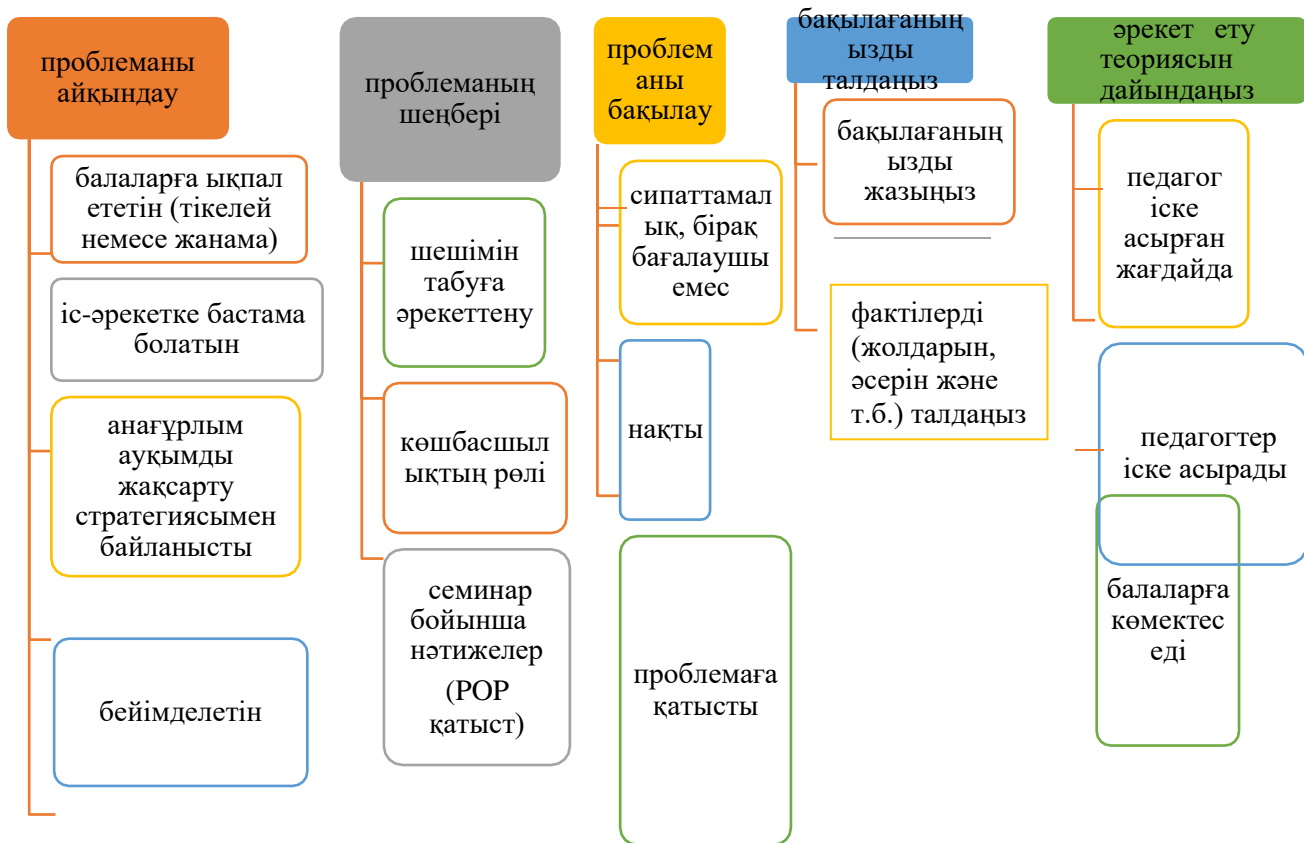 проблеманы
айқындау
балаларға ықпал
ететін (тікелей
немесе жанама)
іс-әрекетке бастама
болатын
анағұрлым
ауқымды
жақсарту
стратегиясымен
байланысты
бейімделетін
проблеманың
шеңбері
шешімін
табуға
әрекеттену
көшбасшыл
ықтың рөлі
семинар
бойынша
нәтижелер
(РОР
қатыст)
проблем
аны
бақылау
сипаттамал
ық, бірақ
бағалаушы
емес
нақты
проблемаға
қатысты
бақылағаның
ызды
талдаңыз
бақылағаның
ызды
жазыңыз
фактілерді
(жолдарын,
әсерін және
т.б.) талдаңыз
әрекет ету
теориясын
дайындаңыз
педагог
іске
асырған
жағдайда
педагогтер
іске асырады
балаларға
көмектес
еді